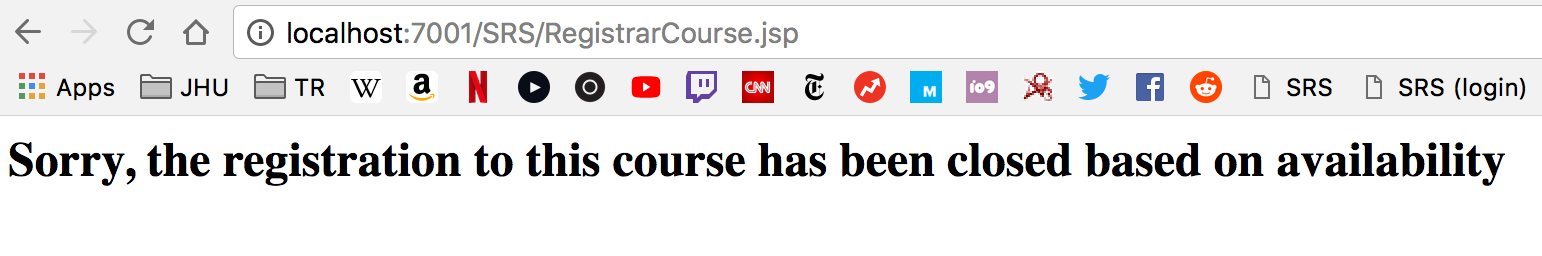 localhost:7001/SRS/RegistrarCourse.jsp
Apps JHU TR W a N CNN T M io9 f SRS SRS (login)
Sorry, the registration to this course has been closed based on availability